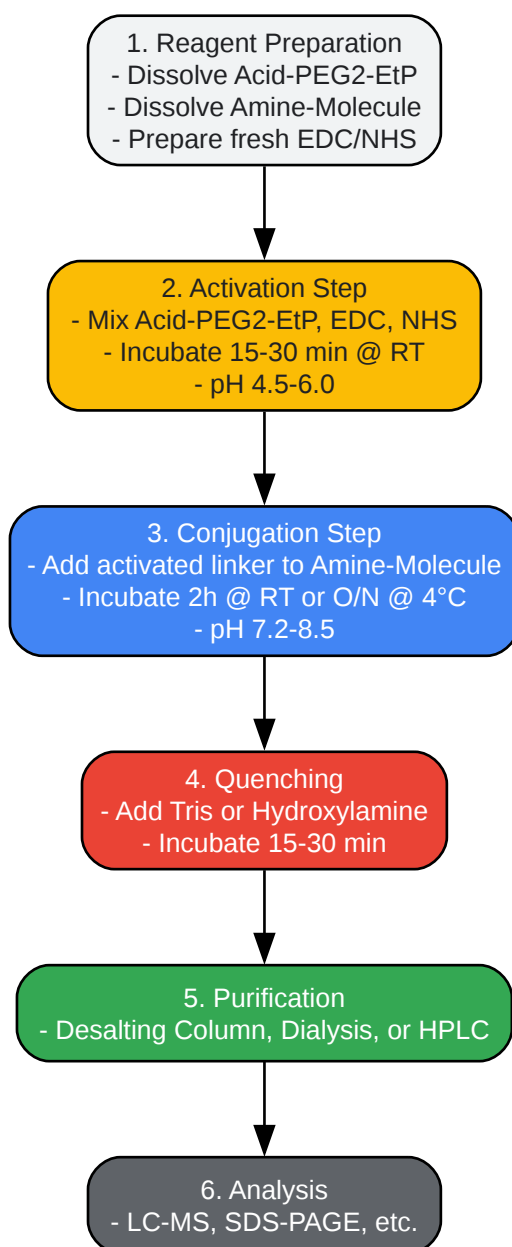 1. Reagent Preparation
- Dissolve Acid-PEG2-EtP
- Dissolve Amine-Molecule
- Prepare fresh EDC/NHS
2. Activation Step
- Mix Acid-PEG2-EtP, EDC, NHS
- Incubate 15-30 min @ RT
- pH 4.5-6.0
3. Conjugation Step
- Add activated linker to Amine-Molecule
- Incubate 2h @ RT or O/N @ 4°C
- pH 7.2-8.5
4. Quenching
- Add Tris or Hydroxylamine
- Incubate 15-30 min
5. Purification
- Desalting Column, Dialysis, or HPLC
6. Analysis
- LC-MS, SDS-PAGE, etc.